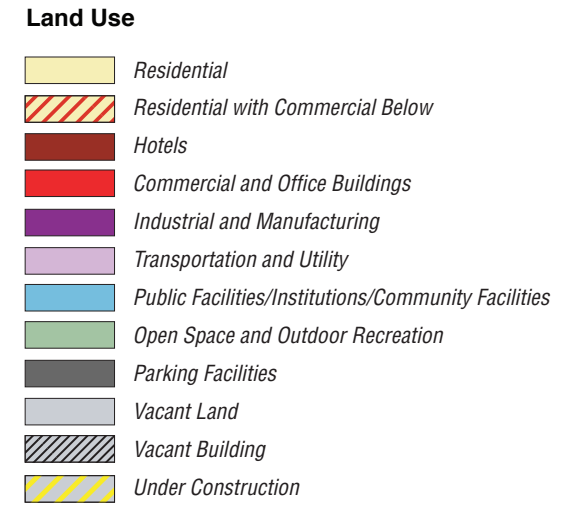 Land Use
Residential
Residential with Commercial Below
Hotels
Commercial and Office Buildings
Industrial and Manufacturing
Transportation and Utility
Public Facilities/Institutions/Community Facilities
Open Space and Outdoor Recreation
Parking Facilities
Vacant Land
Vacant Building
Under Construction